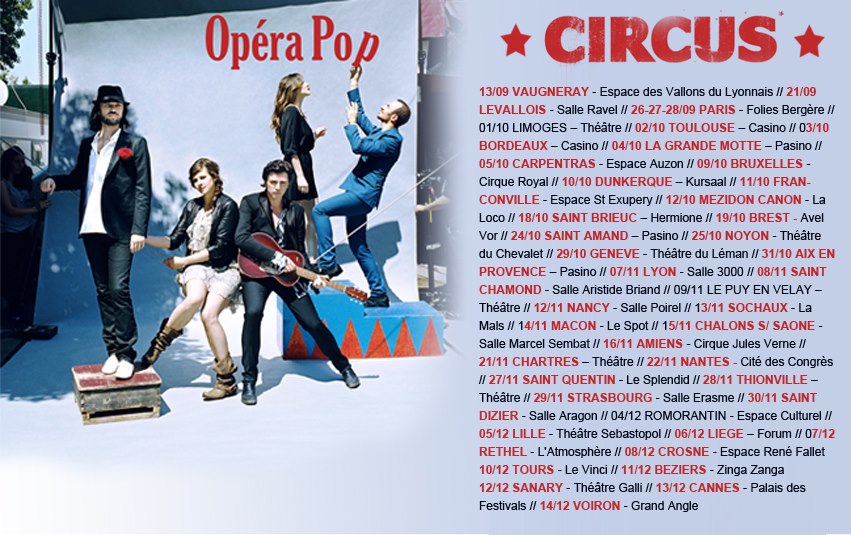 Opéra Pop
★ CIRCUS ★
13/09 VAUGNERAY - Espace des Vallons du Lyonnais // 21/09
LEVALLOIS - Salle Ravel // 26-27-28/09 PARIS - Folies Bergère //
01/10 LIMOGES – Théâtre // 02/10 TOULOUSE – Casino // 03/10
BORDEAUX – Casino // 04/10 LA GRANDE MOTTE – Pasino //
05/10 CARPENTRAS - Espace Auzon // 09/10 BRUXELLES -
Cirque Royal // 10/10 DUNKERQUE – Kursaal // 11/10 FRAN-
CONVILLE - Espace St Exupery // 12/10 MEZIDON CANON - La
Loco // 18/10 SAINT BRIEUC – Hermione // 19/10 BREST - Avel
Vor // 24/10 SAINT AMAND – Pasino // 25/10 NOYON - Théâtre
du Chevalet // 29/10 GENEVE - Théâtre du Léman // 31/10 AIX EN
PROVENCE – Pasino // 07/11 LYON - Salle 3000 // 08/11 SAINT
CHAMOND - Salle Aristide Briand // 09/11 LE PUY EN VELAY –
Théâtre // 12/11 NANCY - Salle Poirel // 13/11 SOCHAUX - La
Mals // 14/11 MACON - Le Spot // 15/11 CHALONS S/ SAONE -
Salle Marcel Sembat // 16/11 AMIENS - Cirque Jules Verne //
21/11 CHARTRES – Théâtre // 22/11 NANTES - Cité des Congrès
// 27/11 SAINT QUENTIN - Le Splendid // 28/11 THIONVILLE –
Théâtre // 29/11 STRASBOURG - Salle Erasme // 30/11 SAINT
DIZIER - Salle Aragon // 04/12 ROMORANTIN - Espace Culturel //
05/12 LILLE - Théâtre Sebastopol // 06/12 LIEGE – Forum // 07/12
RETHEL - L'Atmosphère // 08/12 CROSNE - Espace René Fallet
10/12 TOURS - Le Vinci // 11/12 BEZIERS - Zinga Zanga
12/12 SANARY - Théâtre Galli // 13/12 CANNES - Palais des
Festivals // 14/12 VOIRON - Grand Angle